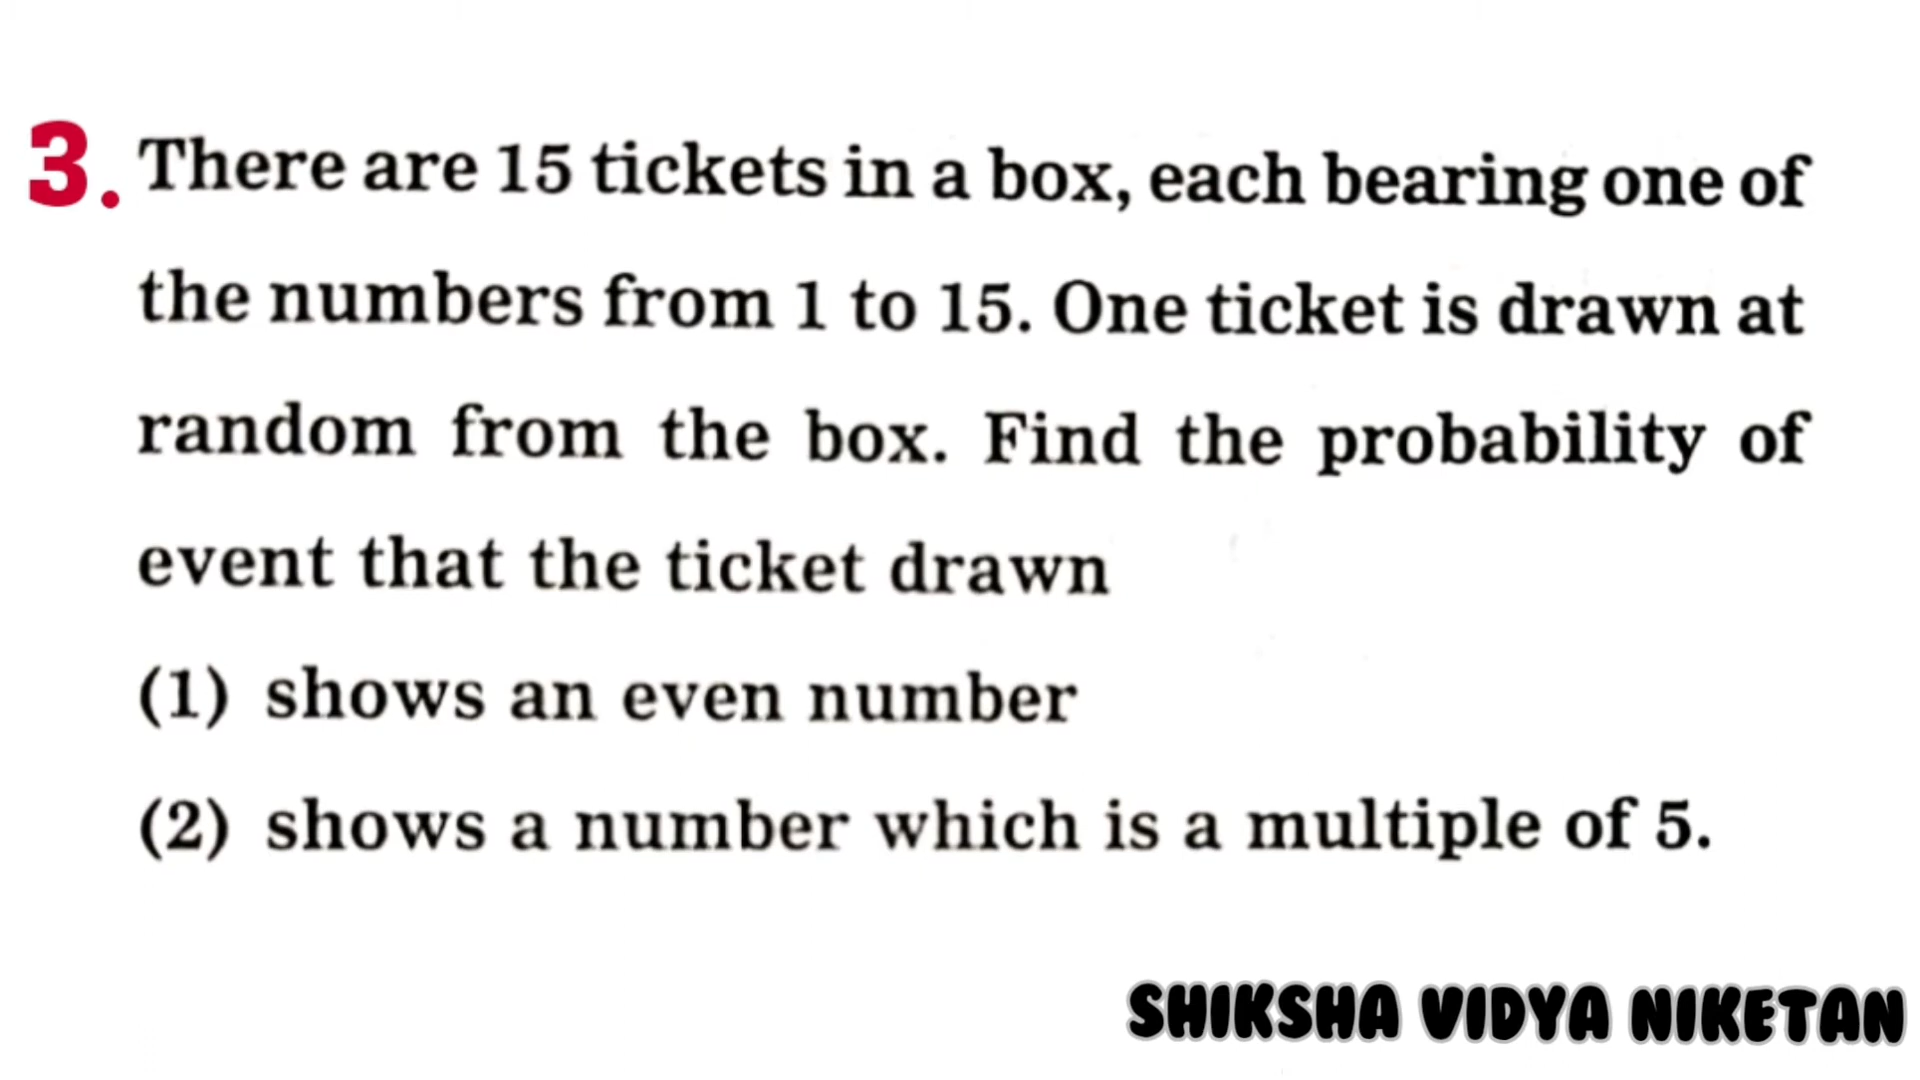 3. There are 15 tickets in a box, each bearing one of
the numbers from 1 to 15. One ticket is drawn at
random from the box. Find the probability of
event that the ticket drawn
(1) shows an even number
(2) shows a number which is a multiple of 5.
SHIKSHA VIDYA NIKETAN